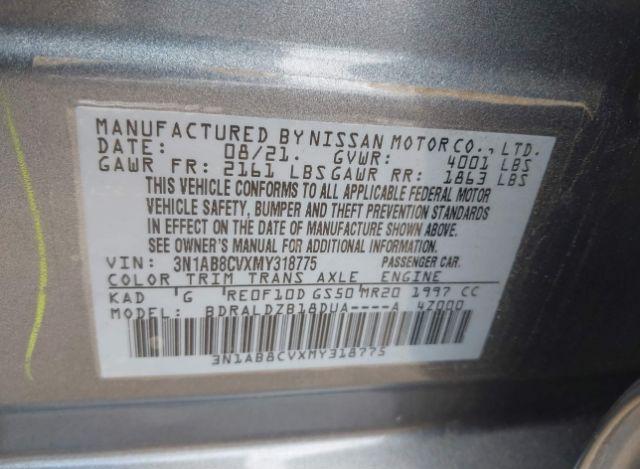 MANUFACTURED BY NISSAN MOTOR CO., LTD.
DATE: 08/21. GVWR: 4001 LBS
GAWR FR: 2161 LBS GAWR RR: 1863 LBS
THIS VEHICLE CONFORMS TO ALL APPLICABLE FEDERAL MOTOR
VEHICLE SAFETY, BUMPER AND THEFT PREVENTION STANDARDS
IN EFFECT ON THE DATE OF MANUFACTURE SHOWN ABOVE.
SEE OWNER'S MANUAL FOR ADDITIONAL INFORMATION.
VIN: 3N1AB8CVXMY318775 PASSENGER CAR.
COLOR TRIM TRANS AXLE ENGINE
KAD G RE0F10D GS50 MR20 1997 CC
MODEL: BDRALDZB18DUA----A 4Z000
3N1AB8CVXMY318775